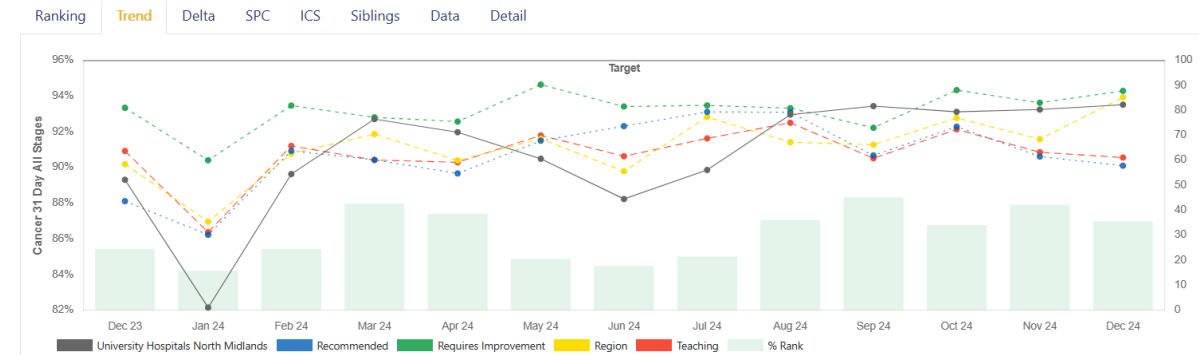 Ranking Trend Delta SPC ICS Siblings Data Detail
96% Target 100
90
94%
80
92% 70
90% 60
50
88% 40
86% 30
20
84%
10
82% 0
Cancer 31 Day All Stages
Dec 23 Jan 24 Feb 24 Mar 24 Apr 24 May 24 Jun 24 Jul 24 Aug 24 Sep 24 Oct 24 Nov 24 Dec 24
University Hospitals North Midlands Recommended Requires Improvement Region Teaching % Rank